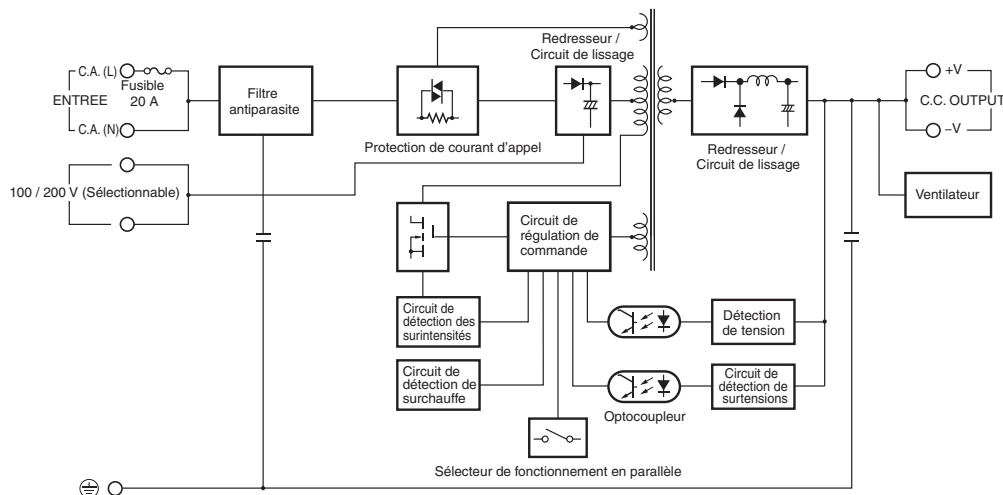 C.A. (L)
Fusible
20 A
ENTREE
C.A. (N)
Filtre
antiparasite
Protection de courant d'appel
Redresseur /
Circuit de lissage
Redresseur /
Circuit de lissage
+V
C.C. OUTPUT
–V
100 / 200 V (Sélectionnable)
Ventilateur
Circuit de
régulation de
commande
Circuit de
détection des
surintensités
Détection
de tension
Circuit de
détection de
surchauffe
Circuit de
détection de
surtensions
Optocoupleur
Sélecteur de fonctionnement en parallèle